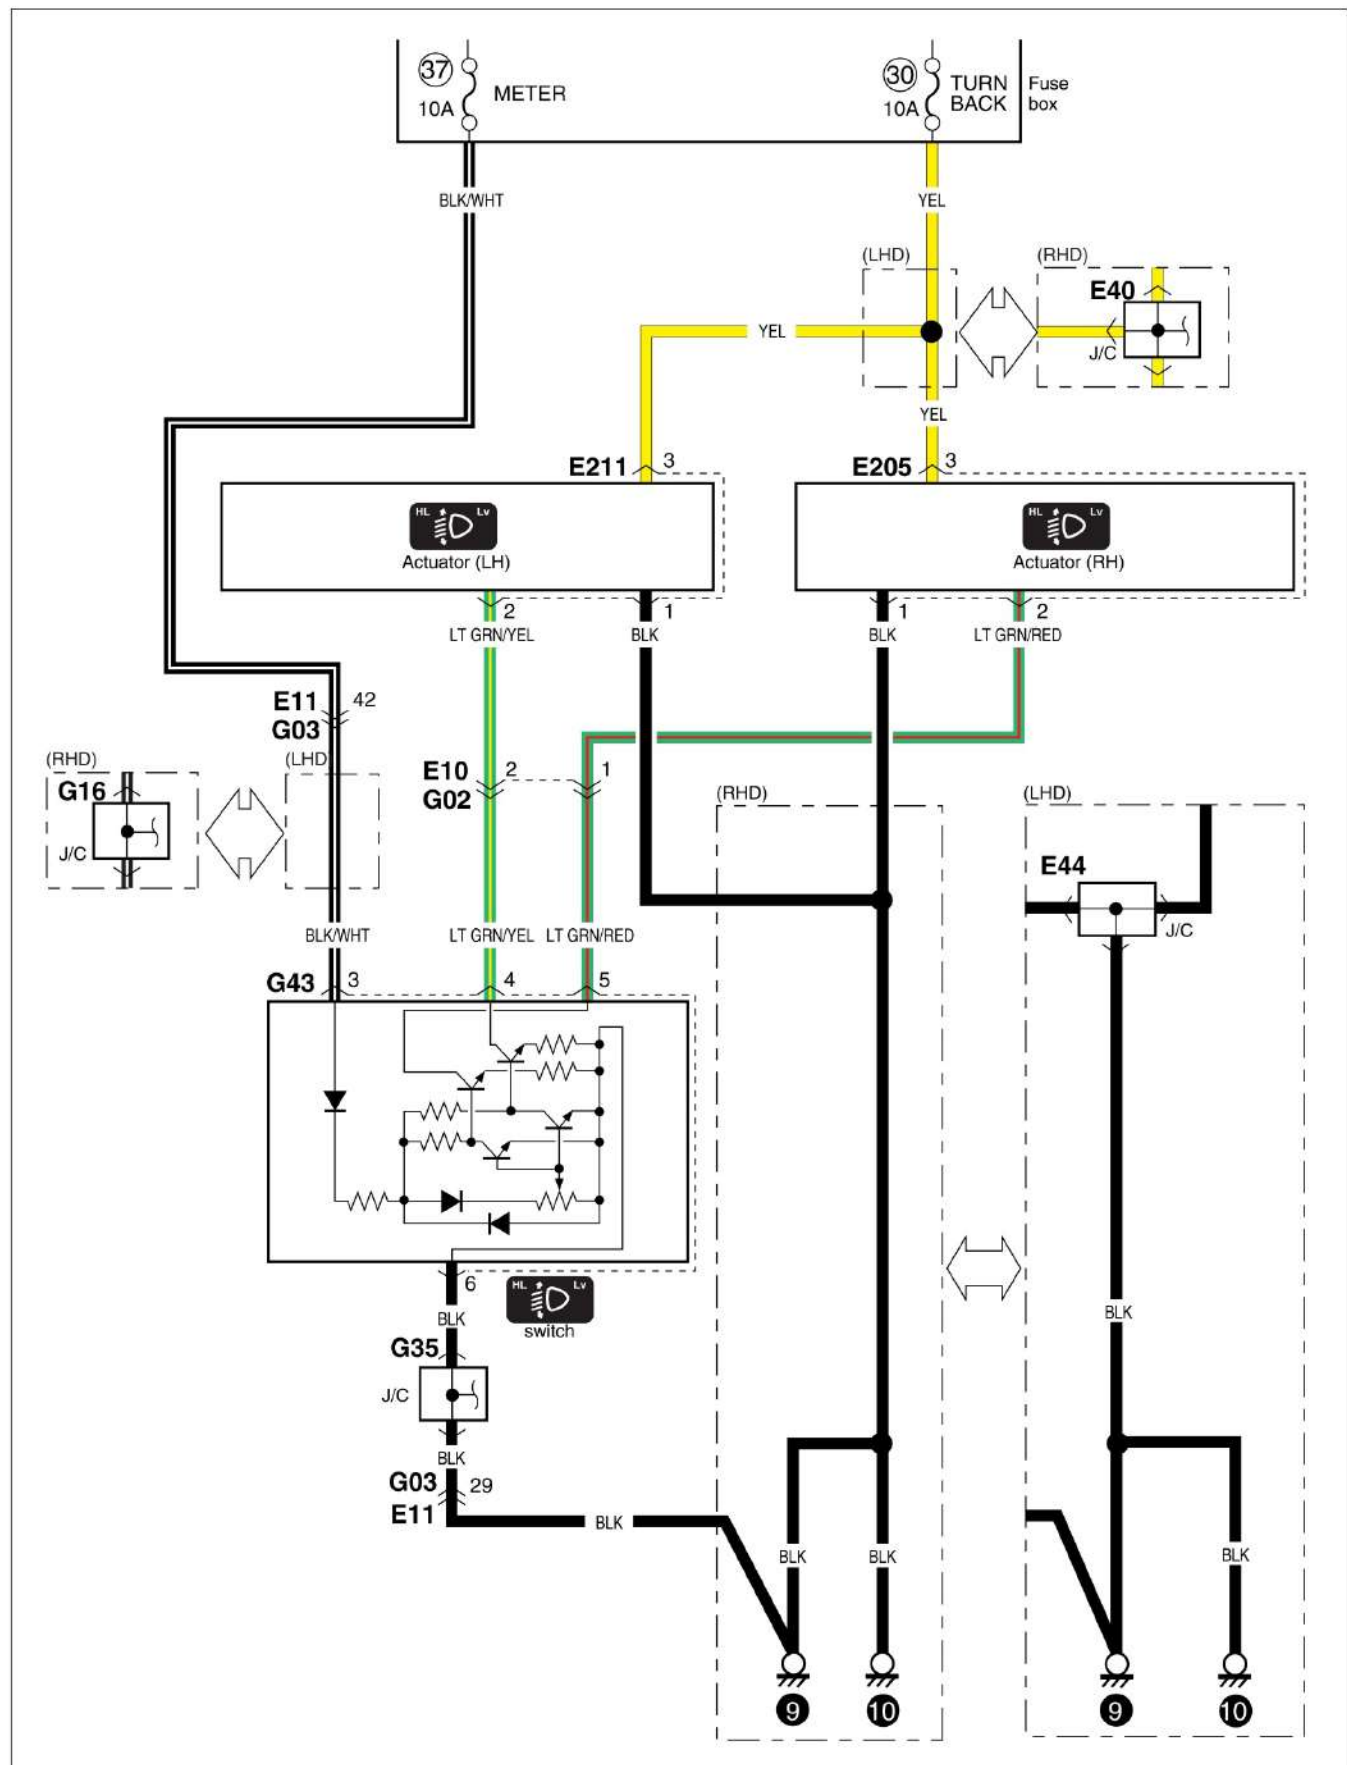 37
10A
METER
30
10A
TURN
BACK
Fuse
box
BLK/WHT
YEL
(LHD)
(RHD)
E40
J/C
YEL
YEL
E211
3
E205
3
HL
Lv
Actuator (LH)
HL
Lv
Actuator (RH)
2
1
1
2
LT GRN/YEL
BLK
BLK
LT GRN/RED
E11
42
G03
(RHD)
(LHD
G16
J/C
E10
2
1
G02
(RHD)
(LHD)
E44
J/C
BLK/WHT
LT GRN/YEL
LT GRN/RED
G43
3
4
5
6
HL
Lv
switch
BLK
G35
J/C
BLK
BLK
G03
29
E11
BLK
BLK
BLK
BLK
9
10
9
10